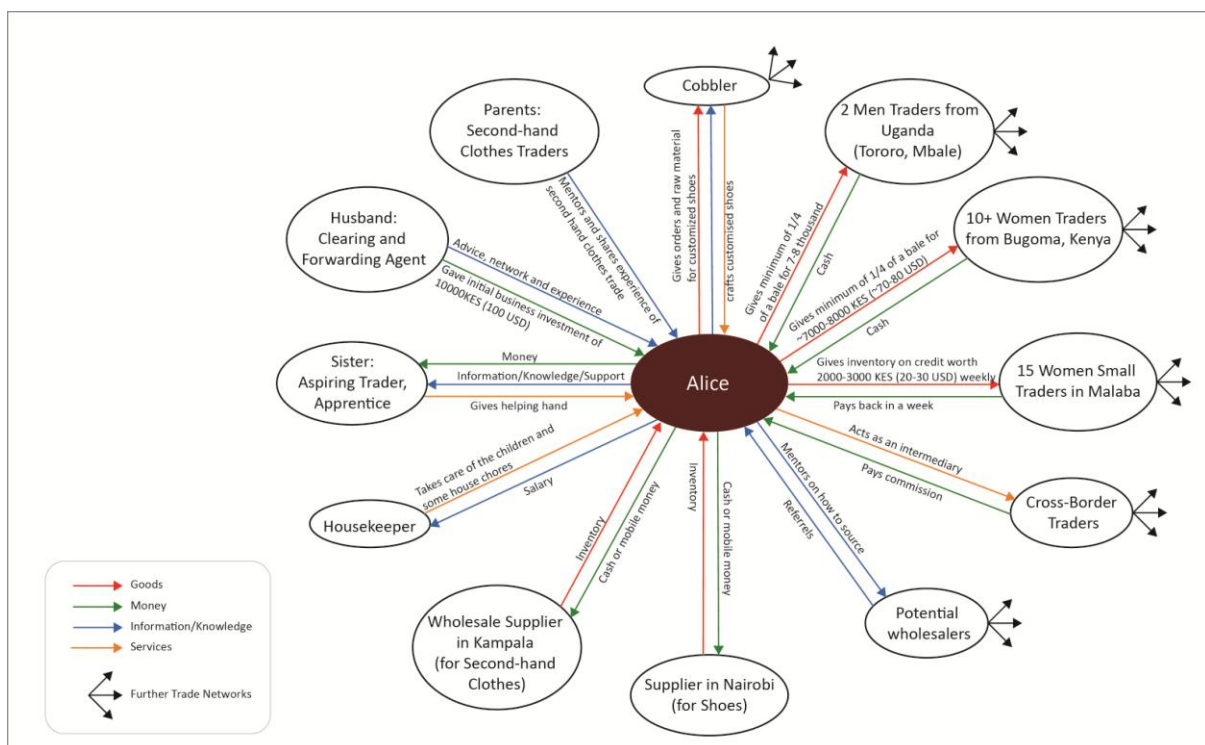 Cobbler
Parents:
Second-hand
Clothes Traders
2 Men Traders from
Uganda
(Tororo, Mbale)
Husband:
Clearing and
Forwarding Agent
10+ Women Traders
from Bugoma, Kenya
Mentors and shares experience of
second hand clothes trade
Gives orders and raw material
for customized shoes
crafts customised shoes
Gives minimum of 1/4
of a bale for 7-8 thousand
Cash
Gives minimum of 1/4 of a bale for
~7000-8000 KES (~70-80 USD)
Cash
Advice, network and experience
Gave initial business investment of
10000KES (100 USD)
Sister:
Aspiring Trader,
Apprentice
Money
Information/Knowledge/Support
Gives helping hand
Alice
Gives inventory on credit worth
2000-3000 KES (20-30 USD) weekly
Pays back in a week
15 Women Small
Traders in Malaba
Takes care of the children and
some house chores
Salary
Housekeeper
Acts as an intermediary
Pays commission
Cross-Border
Traders
Inventory
Cash or mobile money
Inventory
Cash or mobile money
Mentors on how to source
Referrels
Wholesale Supplier
in Kampala
(for Second-hand
Clothes)
Supplier in Nairobi
(for Shoes)
Potential
wholesalers
Goods
Money
Information/Knowledge
Services
Further Trade Networks